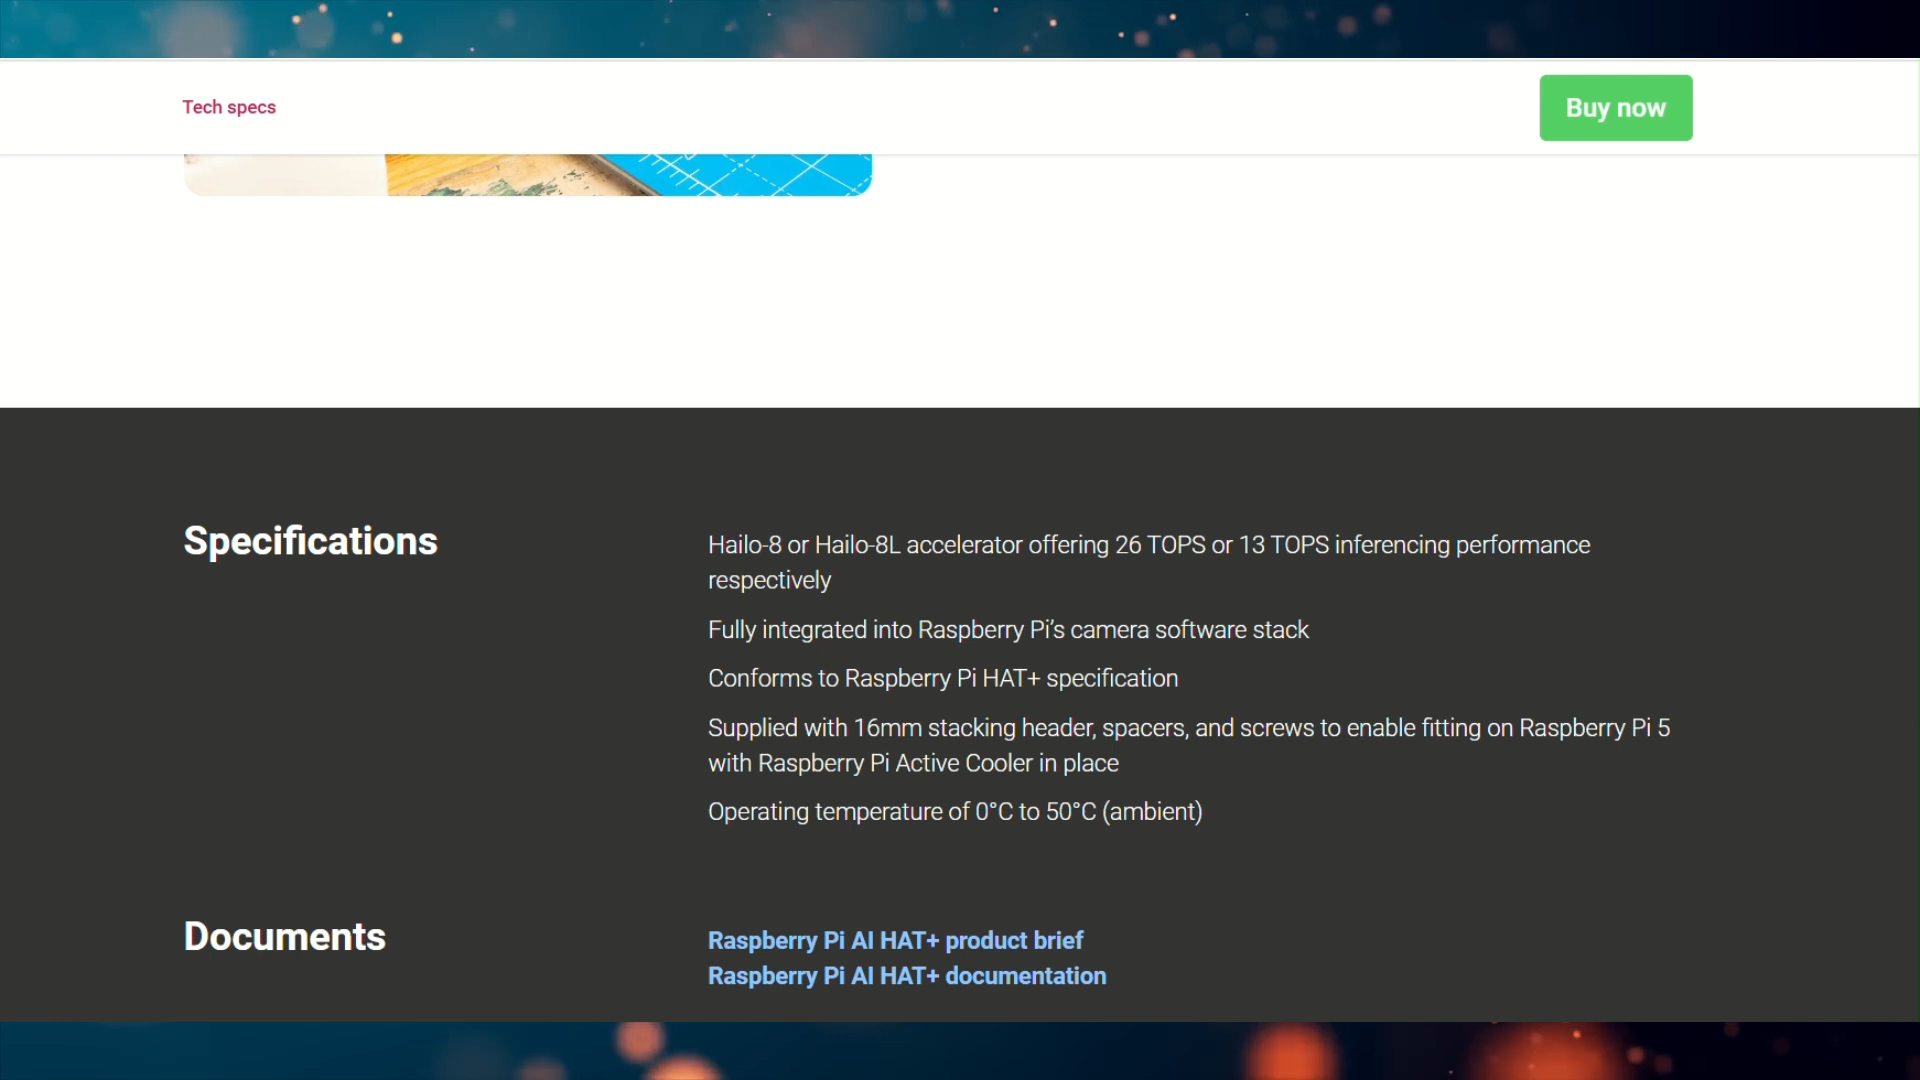 Tech specs
Buy now
Specifications
Hailo-8 or Hailo-8L accelerator offering 26 TOPS or 13 TOPS inferencing performance
respectively
Fully integrated into Raspberry Pi’s camera software stack
Conforms to Raspberry Pi HAT+ specification
Supplied with 16mm stacking header, spacers, and screws to enable fitting on Raspberry Pi 5
with Raspberry Pi Active Cooler in place
Operating temperature of 0°C to 50°C (ambient)
Documents
Raspberry Pi AI HAT+ product brief
Raspberry Pi AI HAT+ documentation